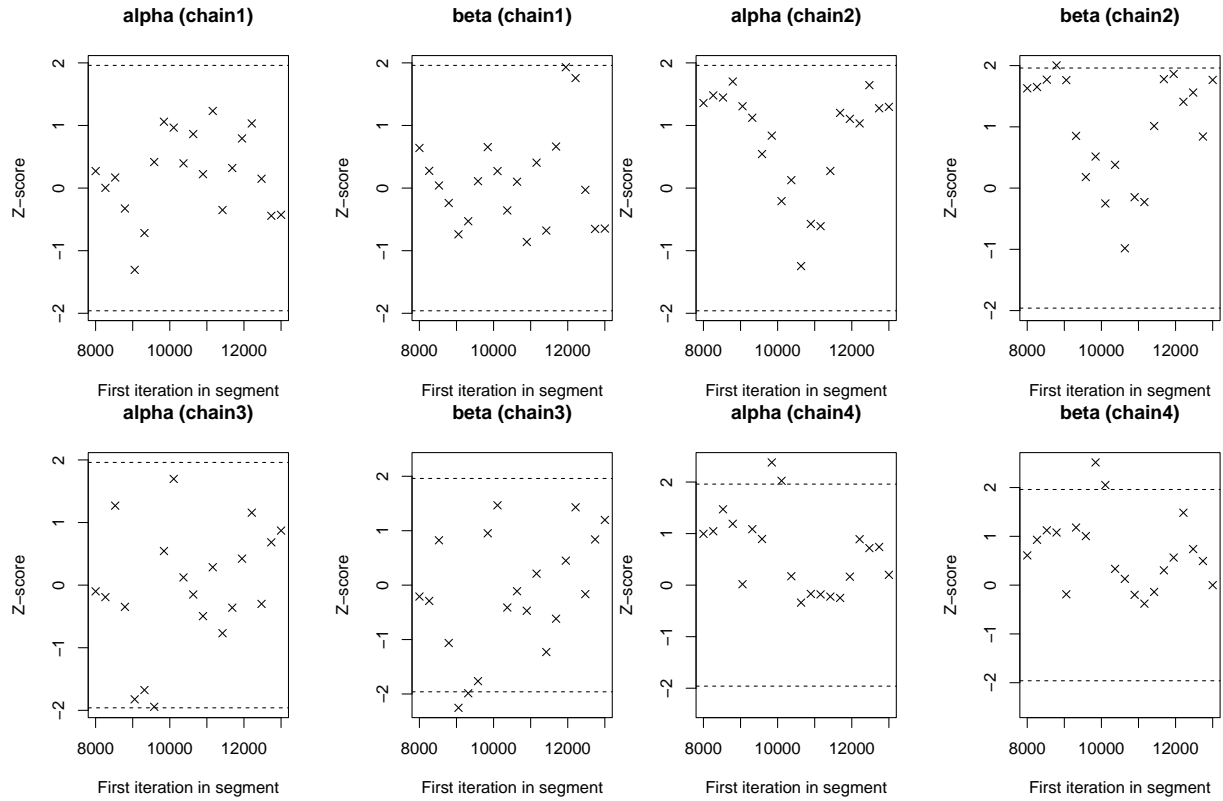 alpha (chain1)
beta (chain1)
alpha (chain2)
beta (chain2)
Z−score
2
1
0
−1
−2
8000 10000 12000
First iteration in segment
Z−score
2
1
0
−1
−2
8000 10000 12000
First iteration in segment
Z−score
2
1
0
−1
−2
8000 10000 12000
First iteration in segment
Z−score
2
1
0
−1
−2
8000 10000 12000
First iteration in segment
alpha (chain3)
beta (chain3)
alpha (chain4)
beta (chain4)
Z−score
2
1
0
−1
−2
8000 10000 12000
First iteration in segment
Z−score
2
1
0
−1
−2
8000 10000 12000
First iteration in segment
Z−score
2
1
0
−1
−2
8000 10000 12000
First iteration in segment
Z−score
2
1
0
−1
−2
8000 10000 12000
First iteration in segment